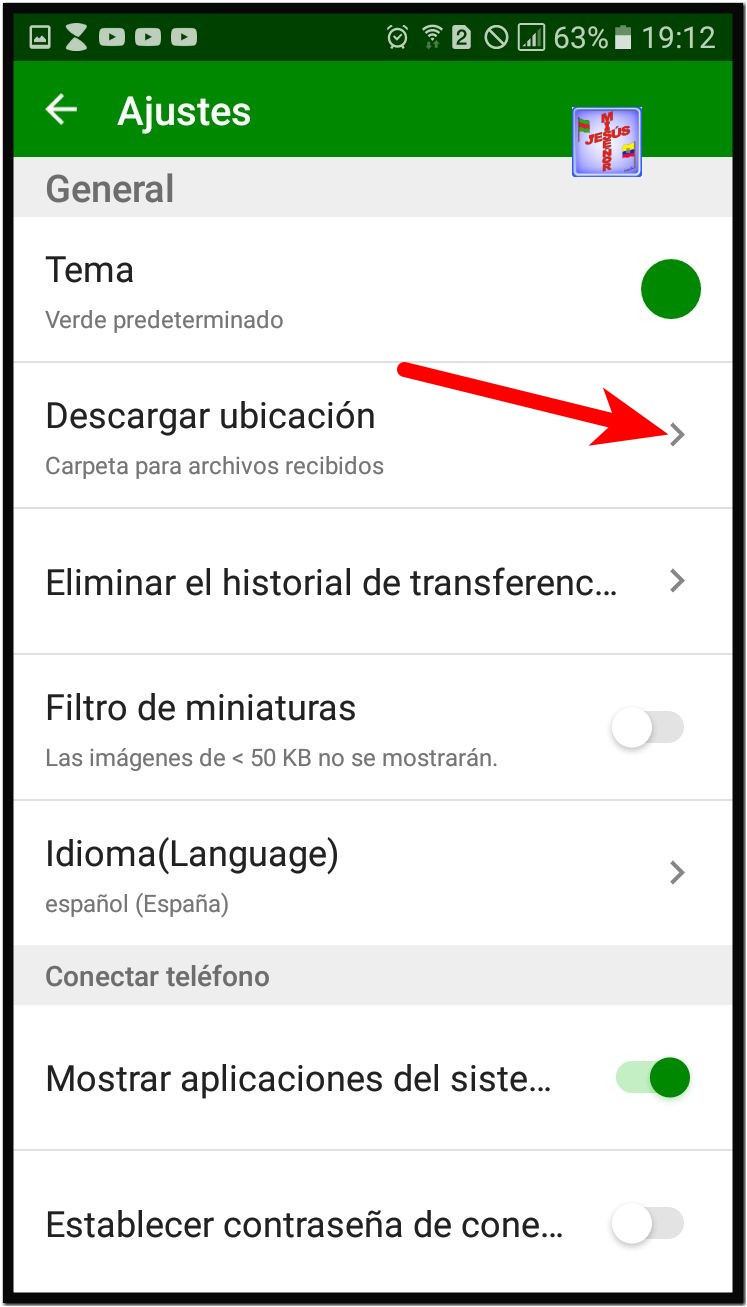 2 63% 19:12
Ajustes
MISEÑOR
JESÚS
General
Tema
Verde predeterminado
Descargar ubicación
Carpeta para archivos recibidos
Eliminar el historial de transferenc...
Filtro de miniaturas
Las imágenes de < 50 KB no se mostrarán.
Idioma(Language)
español (España)
Conectar teléfono
Mostrar aplicaciones del siste...
Establecer contraseña de cone...